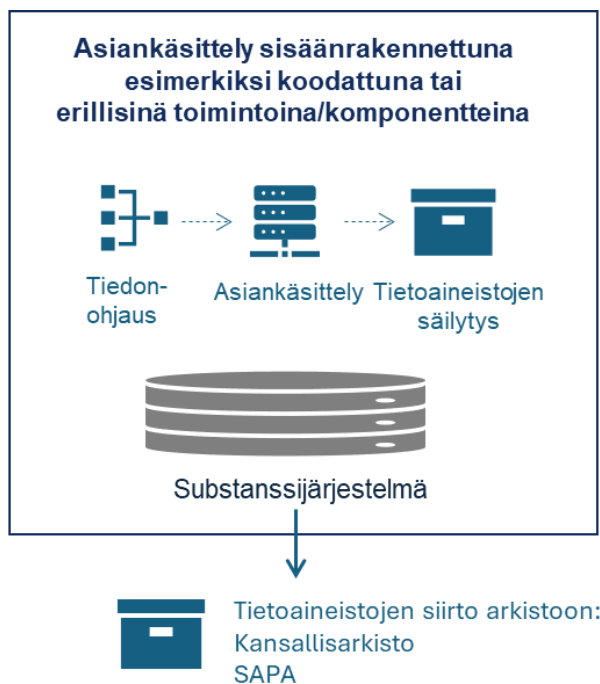 Asiankäsittely sisäänrakennettuna
esimerkiksi koodattuna tai
erillisinä toimintoina/komponentteina
Tiedon-
ohjaus
Asiankäsittely
Tietoaineistojen
säilytys
Substanssijärjestelmä
Tietoaineistojen siirto arkistoon:
Kansallisarkisto
SAPA